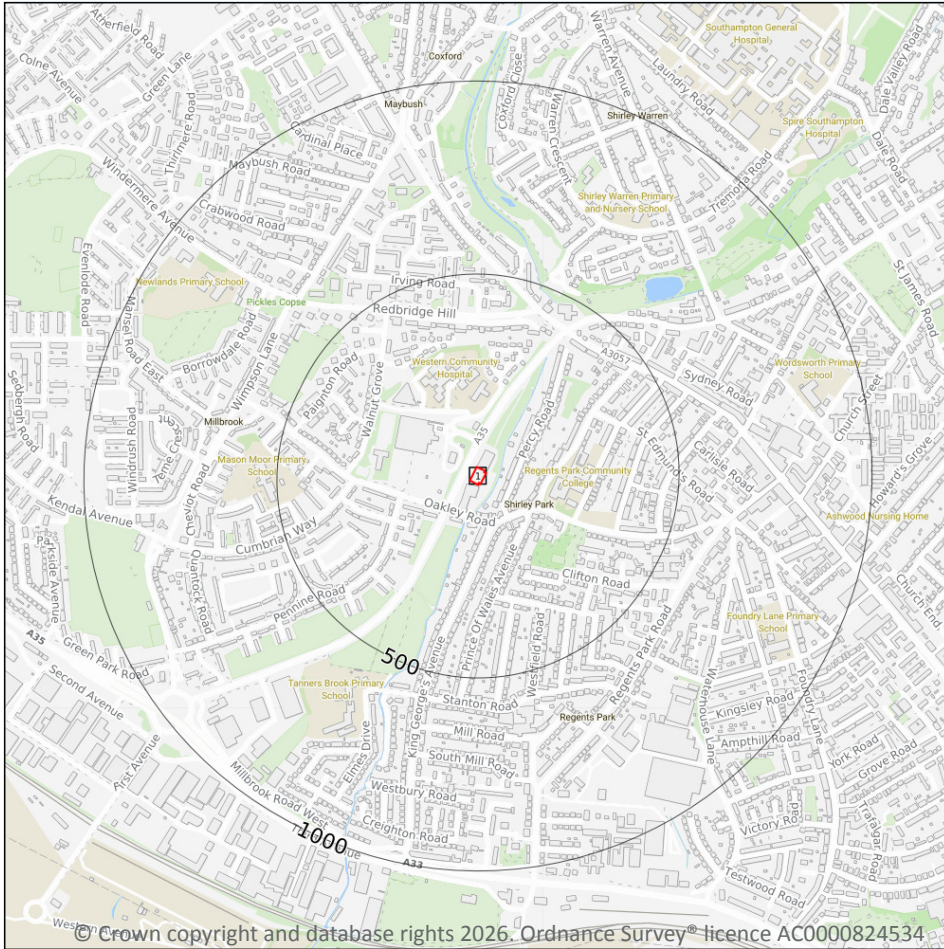 Atherfield Road
Colne Avenue
Green Lane
Thirlmere Road
Cardinal Place
Maybush
Coxford
Coxford Close
Warren Avenue
Warren Crescent
Laundry Road
Southampton General
Hospital
Dale Valley Road
Shirley Warren
Spire Southampton
Hospital
Dale Road
Maybush Road
Windermere Avenue
Crabwood Road
Shirley Warren Primary
and Nursery School
Tremona Road
Evenlode Road
Newlands Primary School
Mansel Road East
Pickles Copse
Irving Road
Redbridge Hill
St James Road
Borrowdale Road
Wimpson Lane
Paignton Road
Walnut Grove
Western Community
Hospital
A3057
Sydney Road
Wordsworth Primary
School
Church Street
Sedbergh Road
Windrush Road
Millbrook
Mason Moor Primary
School
A35
Percy Road
1
Regents Park Community
College
St Edmunds Road
Carlisle Road
Howard's Grove
Kendal Avenue
Cheviot Road
Oakley Road
Shirley Park
Ashwood Nursing Home
Cumbrian Way
Parkside Avenue
Quantock Road
Pennine Road
Clifton Road
Prince Of Wales Avenue
Church End
Foundry Lane Primary
School
A35
Green Park Road
Second Avenue
500
Westfield Road
Regents Park Road
Tanners Brook Primary
School
King George's Avenue
Stanton Road
Regents Park
Waterhouse Lane
Foundry Lane
Kingsley Road
First Avenue
Elmes Drive
Mill Road
South Mill Road
Ampthill Road
York Road
Grove Road
Millbrook Road West
Westbury Road
Creighton Road
Victory Road
Trafalgar Road
1000
A33
Testwood Road
Western Avenue
© Crown copyright and database rights 2026. Ordnance Survey® licence AC0000824534